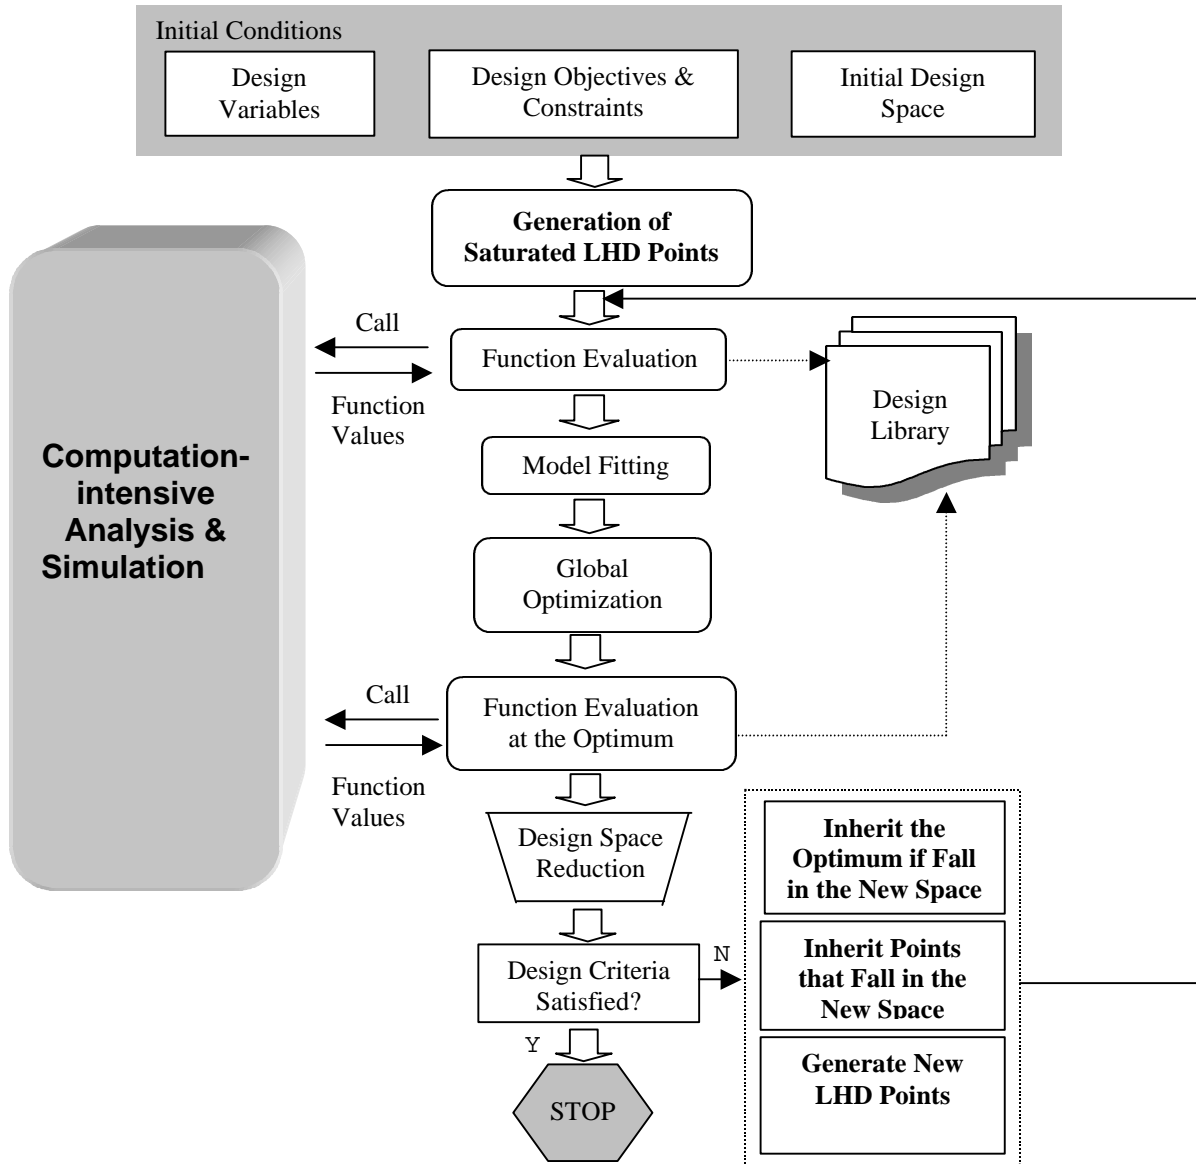 Initial Conditions
Design
Variables
Design Objectives &
Constraints
Initial Design
Space
Generation of
Saturated LHD Points
Call
Function Evaluation
Function
Values
Design
Library
Computation-
intensive
Analysis &
Simulation
Model Fitting
Global
Optimization
Call
Function Evaluation
at the Optimum
Function
Values
Design Space
Reduction
Inherit the
Optimum if Fall
in the New Space
Design Criteria
Satisfied?
N
Inherit Points
that Fall in the
New Space
Y
STOP
Generate New
LHD Points